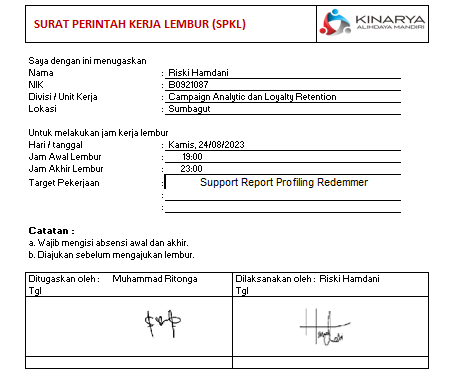 SURAT PERINTAH KERJA LEMBUR (SPKL)
KINARYA
ALIHDAYA MANDIRI
Saya dengan ini menugaskan
Nama : Riski Hamdani
NIK : B0921087
Divisi / Unit Kerja : Campaign Analytic dan Loyalty Retention
Lokasi : Sumbagut
Untuk melakukan jam kerja lembur
Hari / tanggal : Kamis, 24/08/2023
Jam Awal Lembur : 19:00
Jam Akhir Lembur : 23:00
Target Pekerjaan : Support Report Profiling Redemmer
:
:
Catatan :
a. Wajib mengisi absensi awal dan akhir.
b. Diajukan sebelum mengajukan lembur.
Ditugaskan oleh : Muhammad Ritonga Dilaksanakan oleh : Riski Hamdani
Tgl Tgl